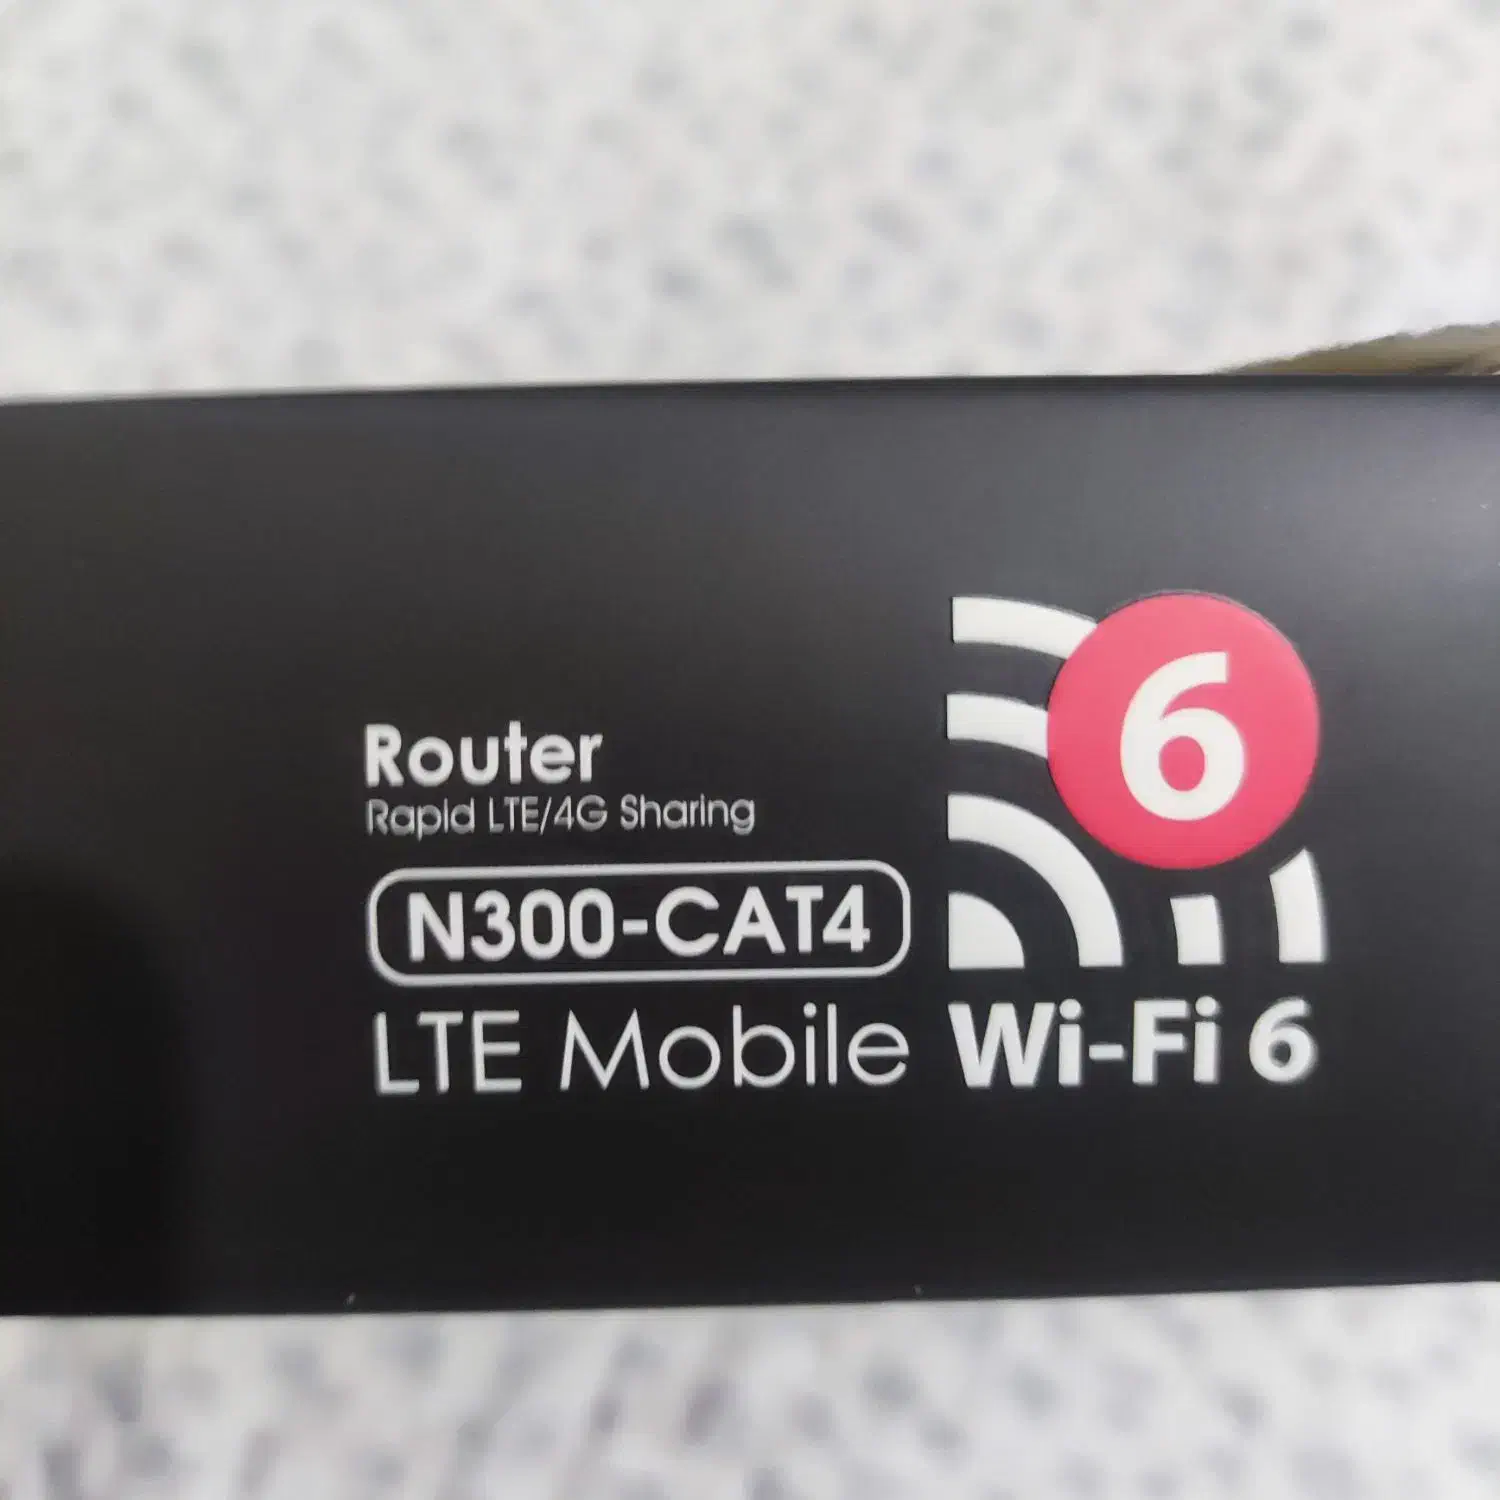 Router
Rapid LTE/4G Sharing
N300-CAT4
LTE Mobile
6
Wi-Fi 6